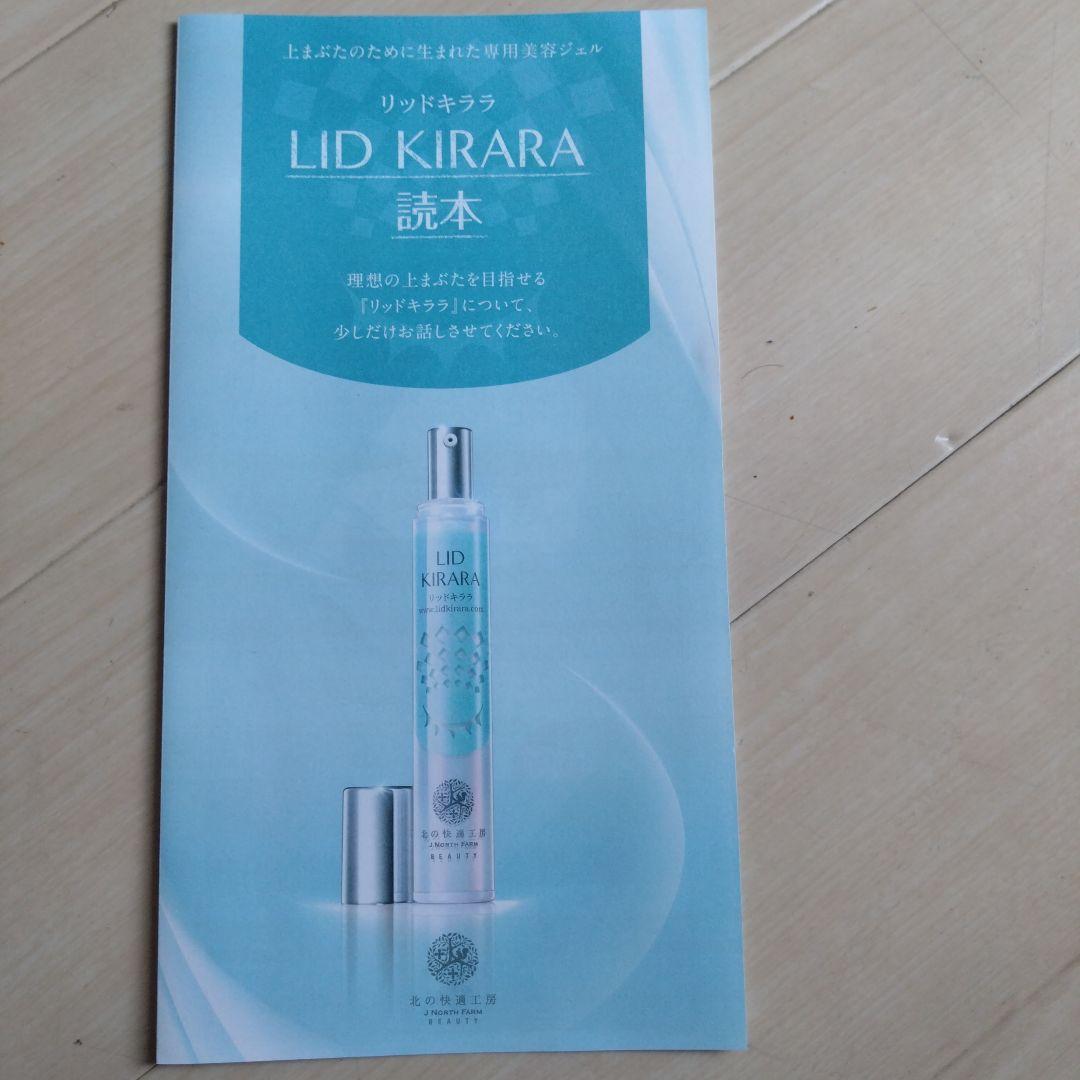 上まぶたのために生まれた専用美容ジェル
リッドキララ
LID KIRARA
読本
理想の上まぶたを目指せる
『リッドキララ』について、
少しだけお話しさせてください。
LID
KIRARA
リッドキララ
www.lidkirara.com
北の快適工房
J NORTH FARM
BEAUTY
北の快適工房
J NORTH FARM
BEAUTY